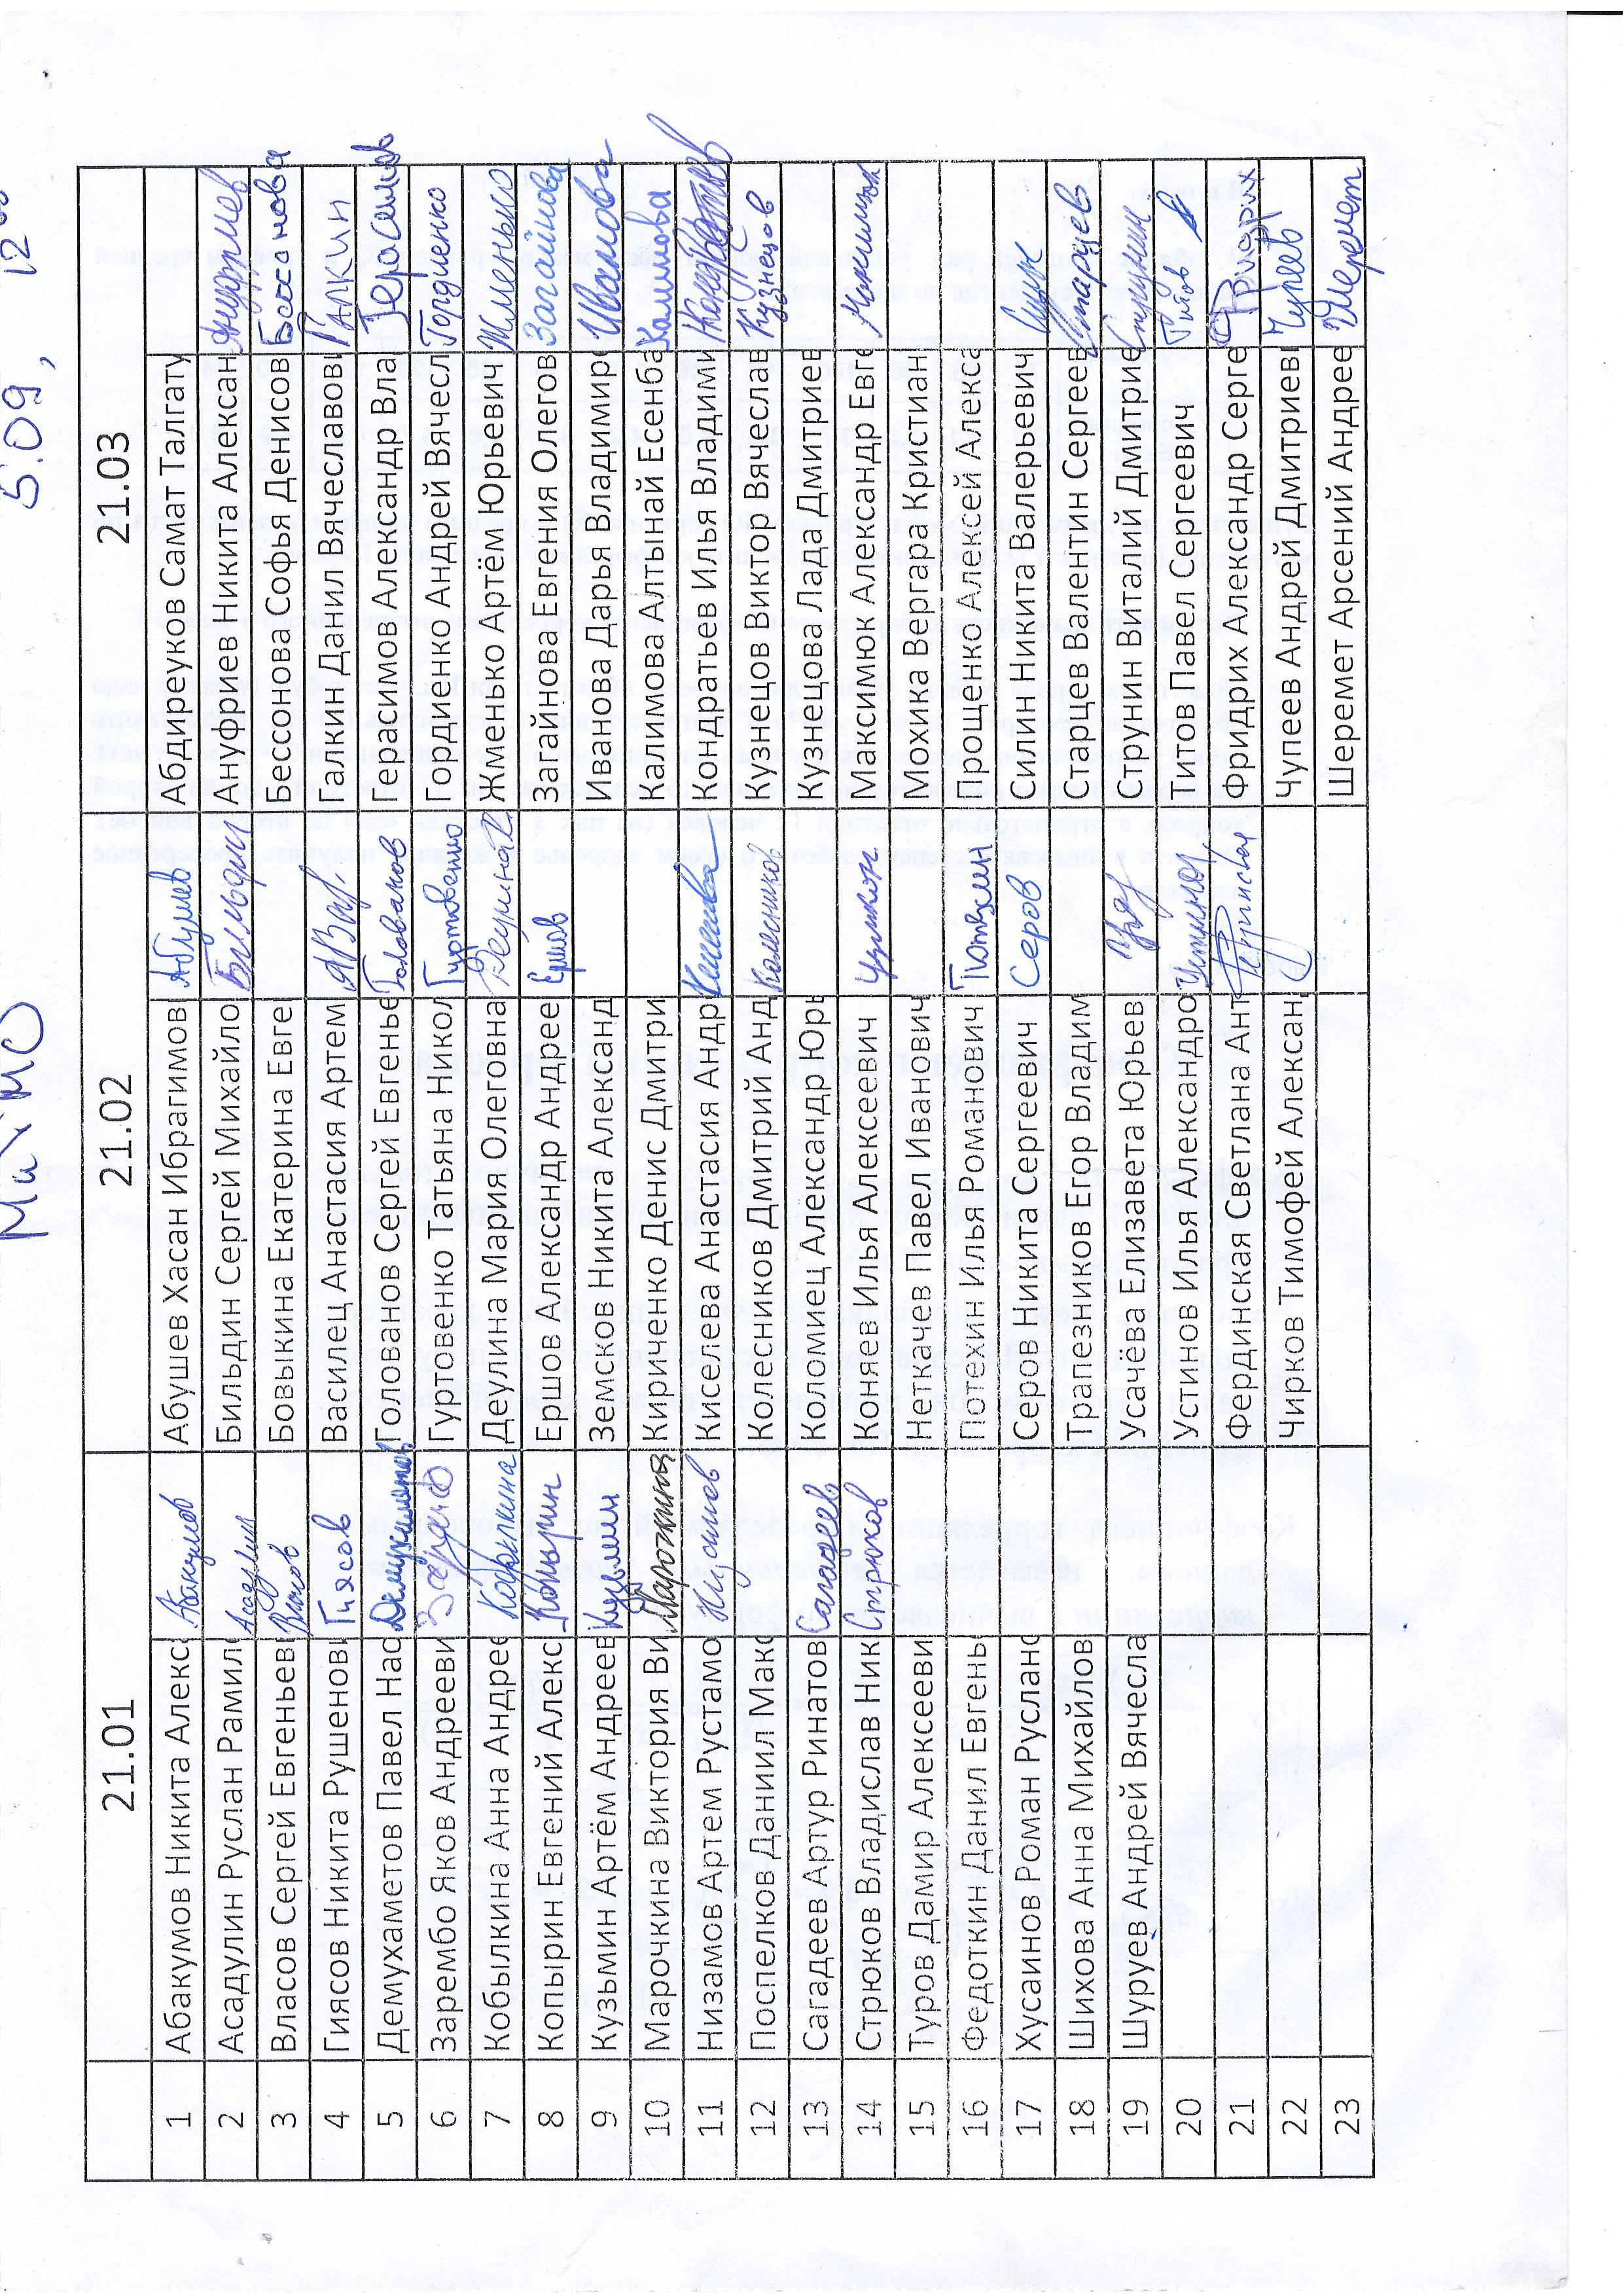 МиТМО 5.09, 12⁰⁰
21.01 21.02 21.03
1 Абакумов Никита Алекс Абакумов Абушев Хасан Ибрагимов Абушев Абдиреуков Самат Талгату
2 Асадулин Руслан Рамил Асадулин Бильдин Сергей Михайло Бильдин Ануфриев Никита Алексан Ануфриев
3 Власов Сергей Евгеньев Власов Бовыкина Екатерина Евге Бессонова Софья Денисов Бессонова
4 Гиясов Никита Рушенов Гиясов Василец Анастасия Артем Галкин Данил Вячеслалови Галкин
5 Демухаметов Павел Нас Демухаметов Голованов Сергей Евгенье Голованов Герасимов Александр Вла Герасимов
6 Зарембо Яков Андрееви Гуртовенко Татьяна Никол Гуртовенко Гордиенко Андрей Вячесл Гордиенко
7 Кобылкина Анна Андрее Кобылкина Деулина Мария Олеговна Деулина Жменько Артём Юрьевич Жменько
8 Копырин Евгений Алекс Копырин Ершов Александр Андрее Ершов Загайнова Евгения Олегов Загайнова
9 Кузьмин Артём Андреев Кузьмин Земсков Никита Александ Иванова Дарья Владимир Иванова
10 Марочкина Виктория Ви Марочкина Кириченко Денис Дмитри Калимова Алтынай Есенба Калимова
11 Низамов Артем Рустамо Низамов Киселева Анастасия Андр Киселева Кондратьев Илья Владими Кондратьев
12 Поспелков Даниил Мак Колесников Дмитрий Анд Колесников Кузнецов Виктор Вячеслав Кузнецов
13 Сагадеев Артур Ринатов Сагадеев Коломиец Александр Юрь Кузнецова Лада Дмитриев
14 Стрюков Владислав Ник Стрюков Коняев Илья Алексеевич Максимюк Александр Евге Максимюк
15 Туров Дамир Алексееви Неткачев Павел Иванович Мохика Вергара Кристиан
16 Федоткин Данил Евгень Потехин Илья Романович Потехин Прощенко Алексей Алекса
17 Хусаинов Роман Руслано Серов Никита Сергеевич Серов Силин Никита Валерьевич
18 Шихова Анна Михайлов Трапезников Егор Владим Старцев Валентин Сергеев Старцев
19 Шуруев Андрей Вячесла Усачёва Елизавета Юрьев Струнин Виталий Дмитрие Струнин
20 Устинов Илья Александро Устинов Титов Павел Сергеевич Титов
21 Фердинская Светлана Ант Фердинская Фридрих Александр Серге Фридрих
22 Чирков Тимофей Алексан Чупеев Андрей Дмитриев Чупеев
23 Шеремет Арсений Андрее Шеремет